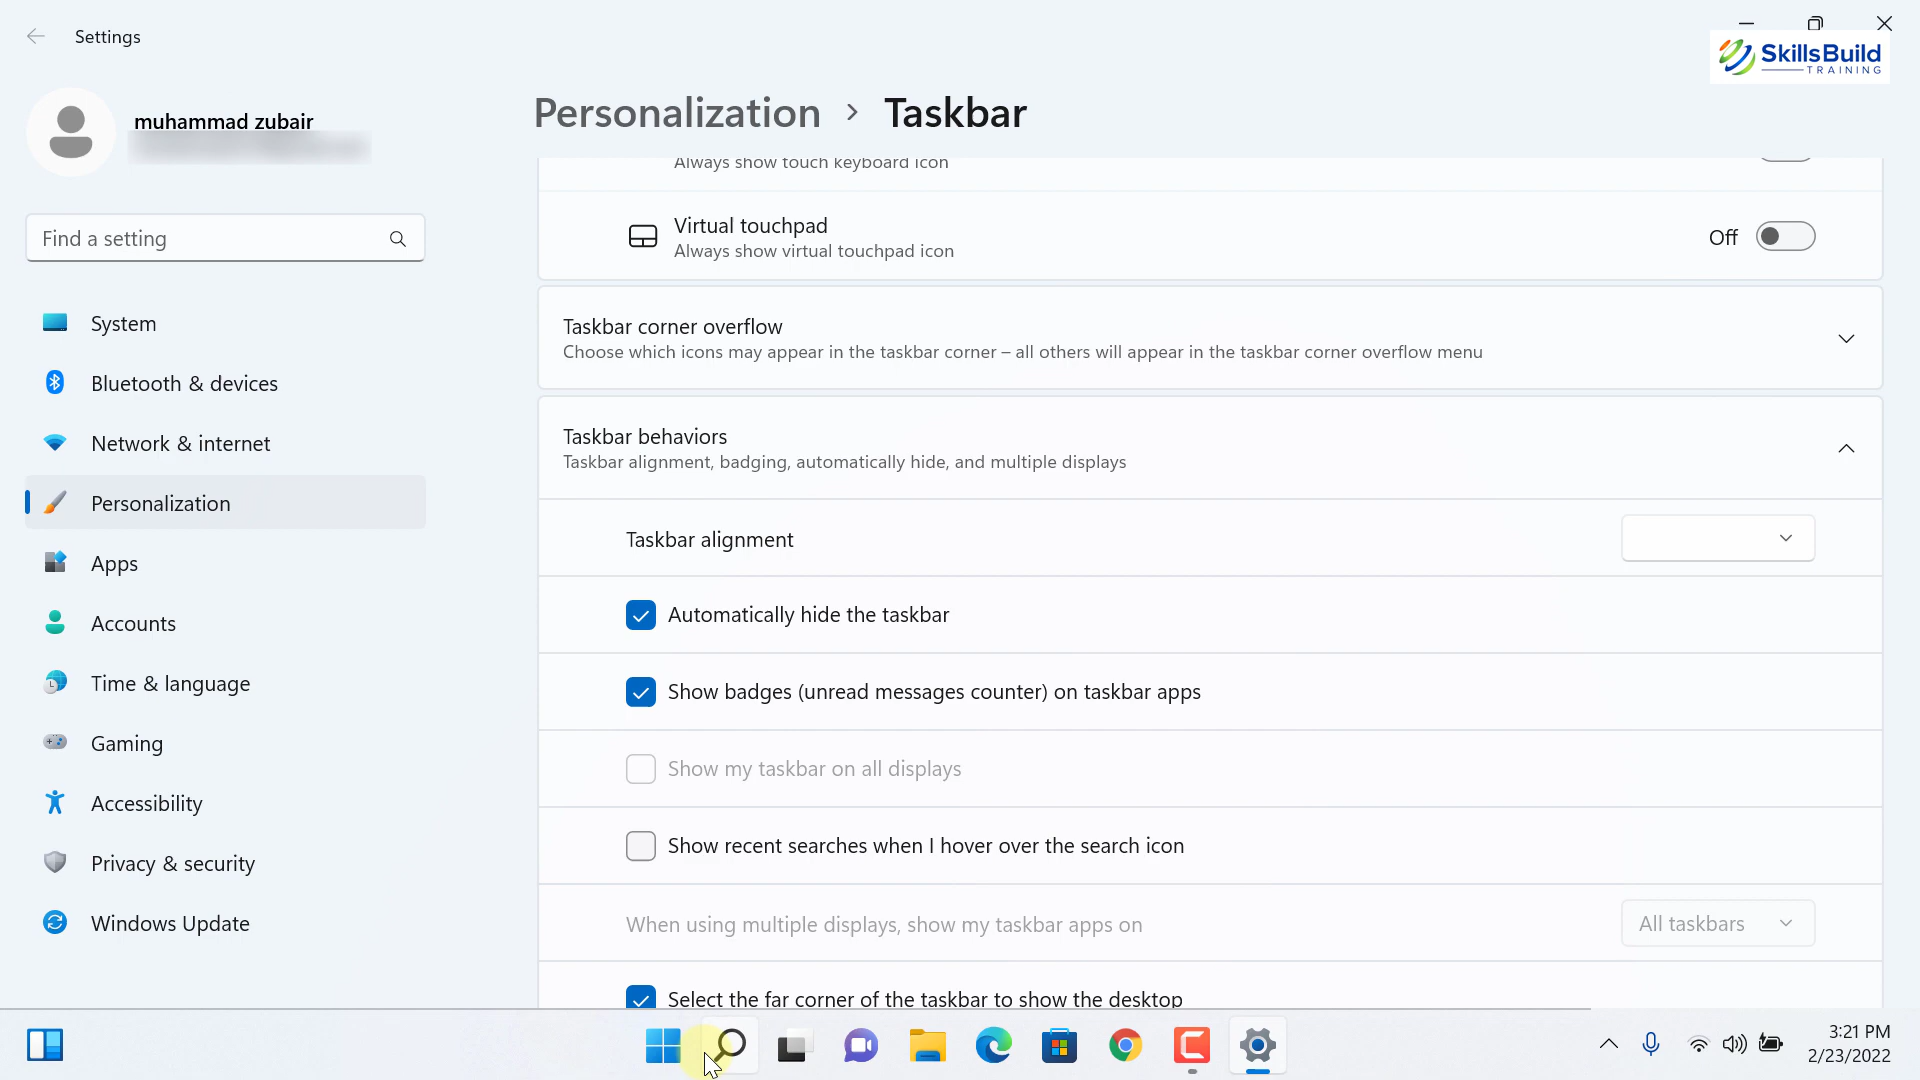 Settings
SkillsBuild
TRAINING
muhammad zubair
Find a setting
System
Bluetooth & devices
Network & internet
Personalization
Apps
Accounts
Time & language
Gaming
Accessibility
Privacy & security
Windows Update
Personalization > Taskbar
Always show touch keyboard icon
Virtual touchpad
Always show virtual touchpad icon
Off
Taskbar corner overflow
Choose which icons may appear in the taskbar corner – all others will appear in the taskbar corner overflow menu
Taskbar behaviors
Taskbar alignment, badging, automatically hide, and multiple displays
Taskbar alignment
Automatically hide the taskbar
Show badges (unread messages counter) on taskbar apps
Show my taskbar on all displays
Show recent searches when I hover over the search icon
When using multiple displays, show my taskbar apps on
All taskbars
Select the far corner of the taskbar to show the desktop
3:21 PM
2/23/2022